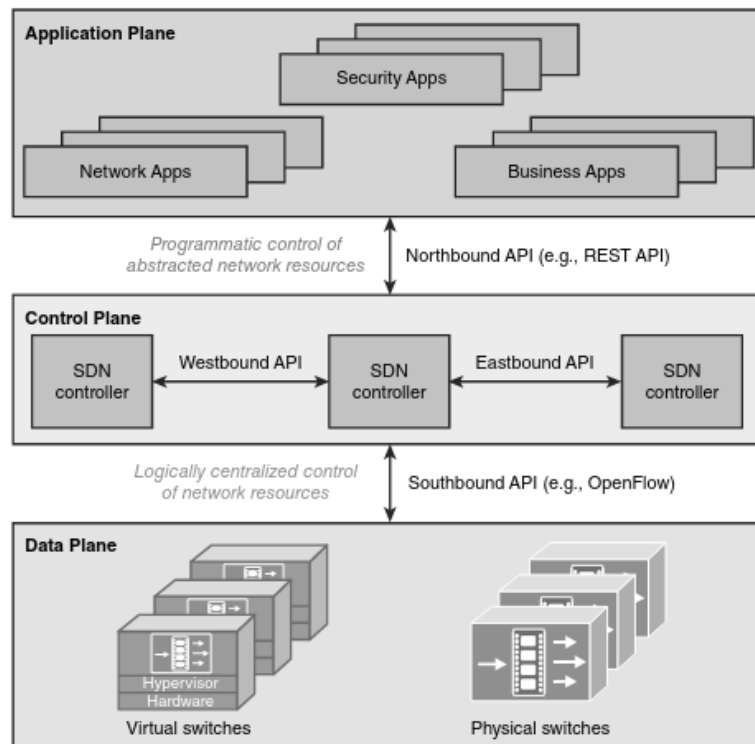 Application Plane
Security Apps
Network Apps
Business Apps
Programmatic control of
abstracted network resources
Northbound API (e.g., REST API)
Control Plane
SDN
controller
Westbound API
SDN
controller
Eastbound API
SDN
controller
Logically centralized control
of network resources
Southbound API (e.g., OpenFlow)
Data Plane
Hypervisor
Hardware
Virtual switches
Physical switches